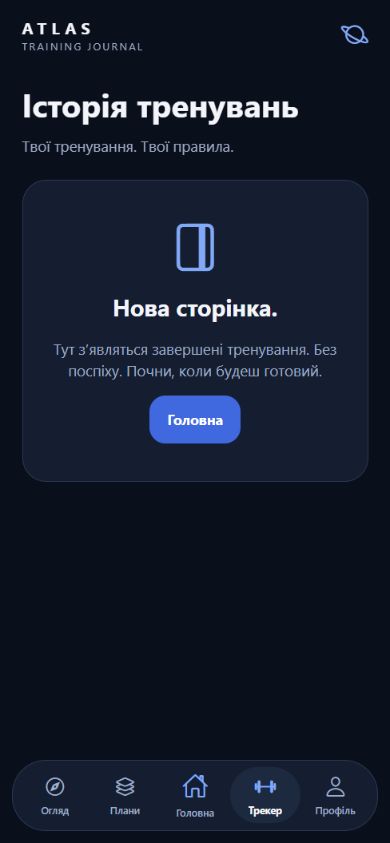 ATLAS
TRAINING JOURNAL
Історія тренувань
Твої тренування. Твої правила.
Нова сторінка.
Тут з’являться завершені тренування. Без
поспіху. Почни, коли будеш готовий.
Головна
Огляд
Плани
Головна
Трекер
Профіль